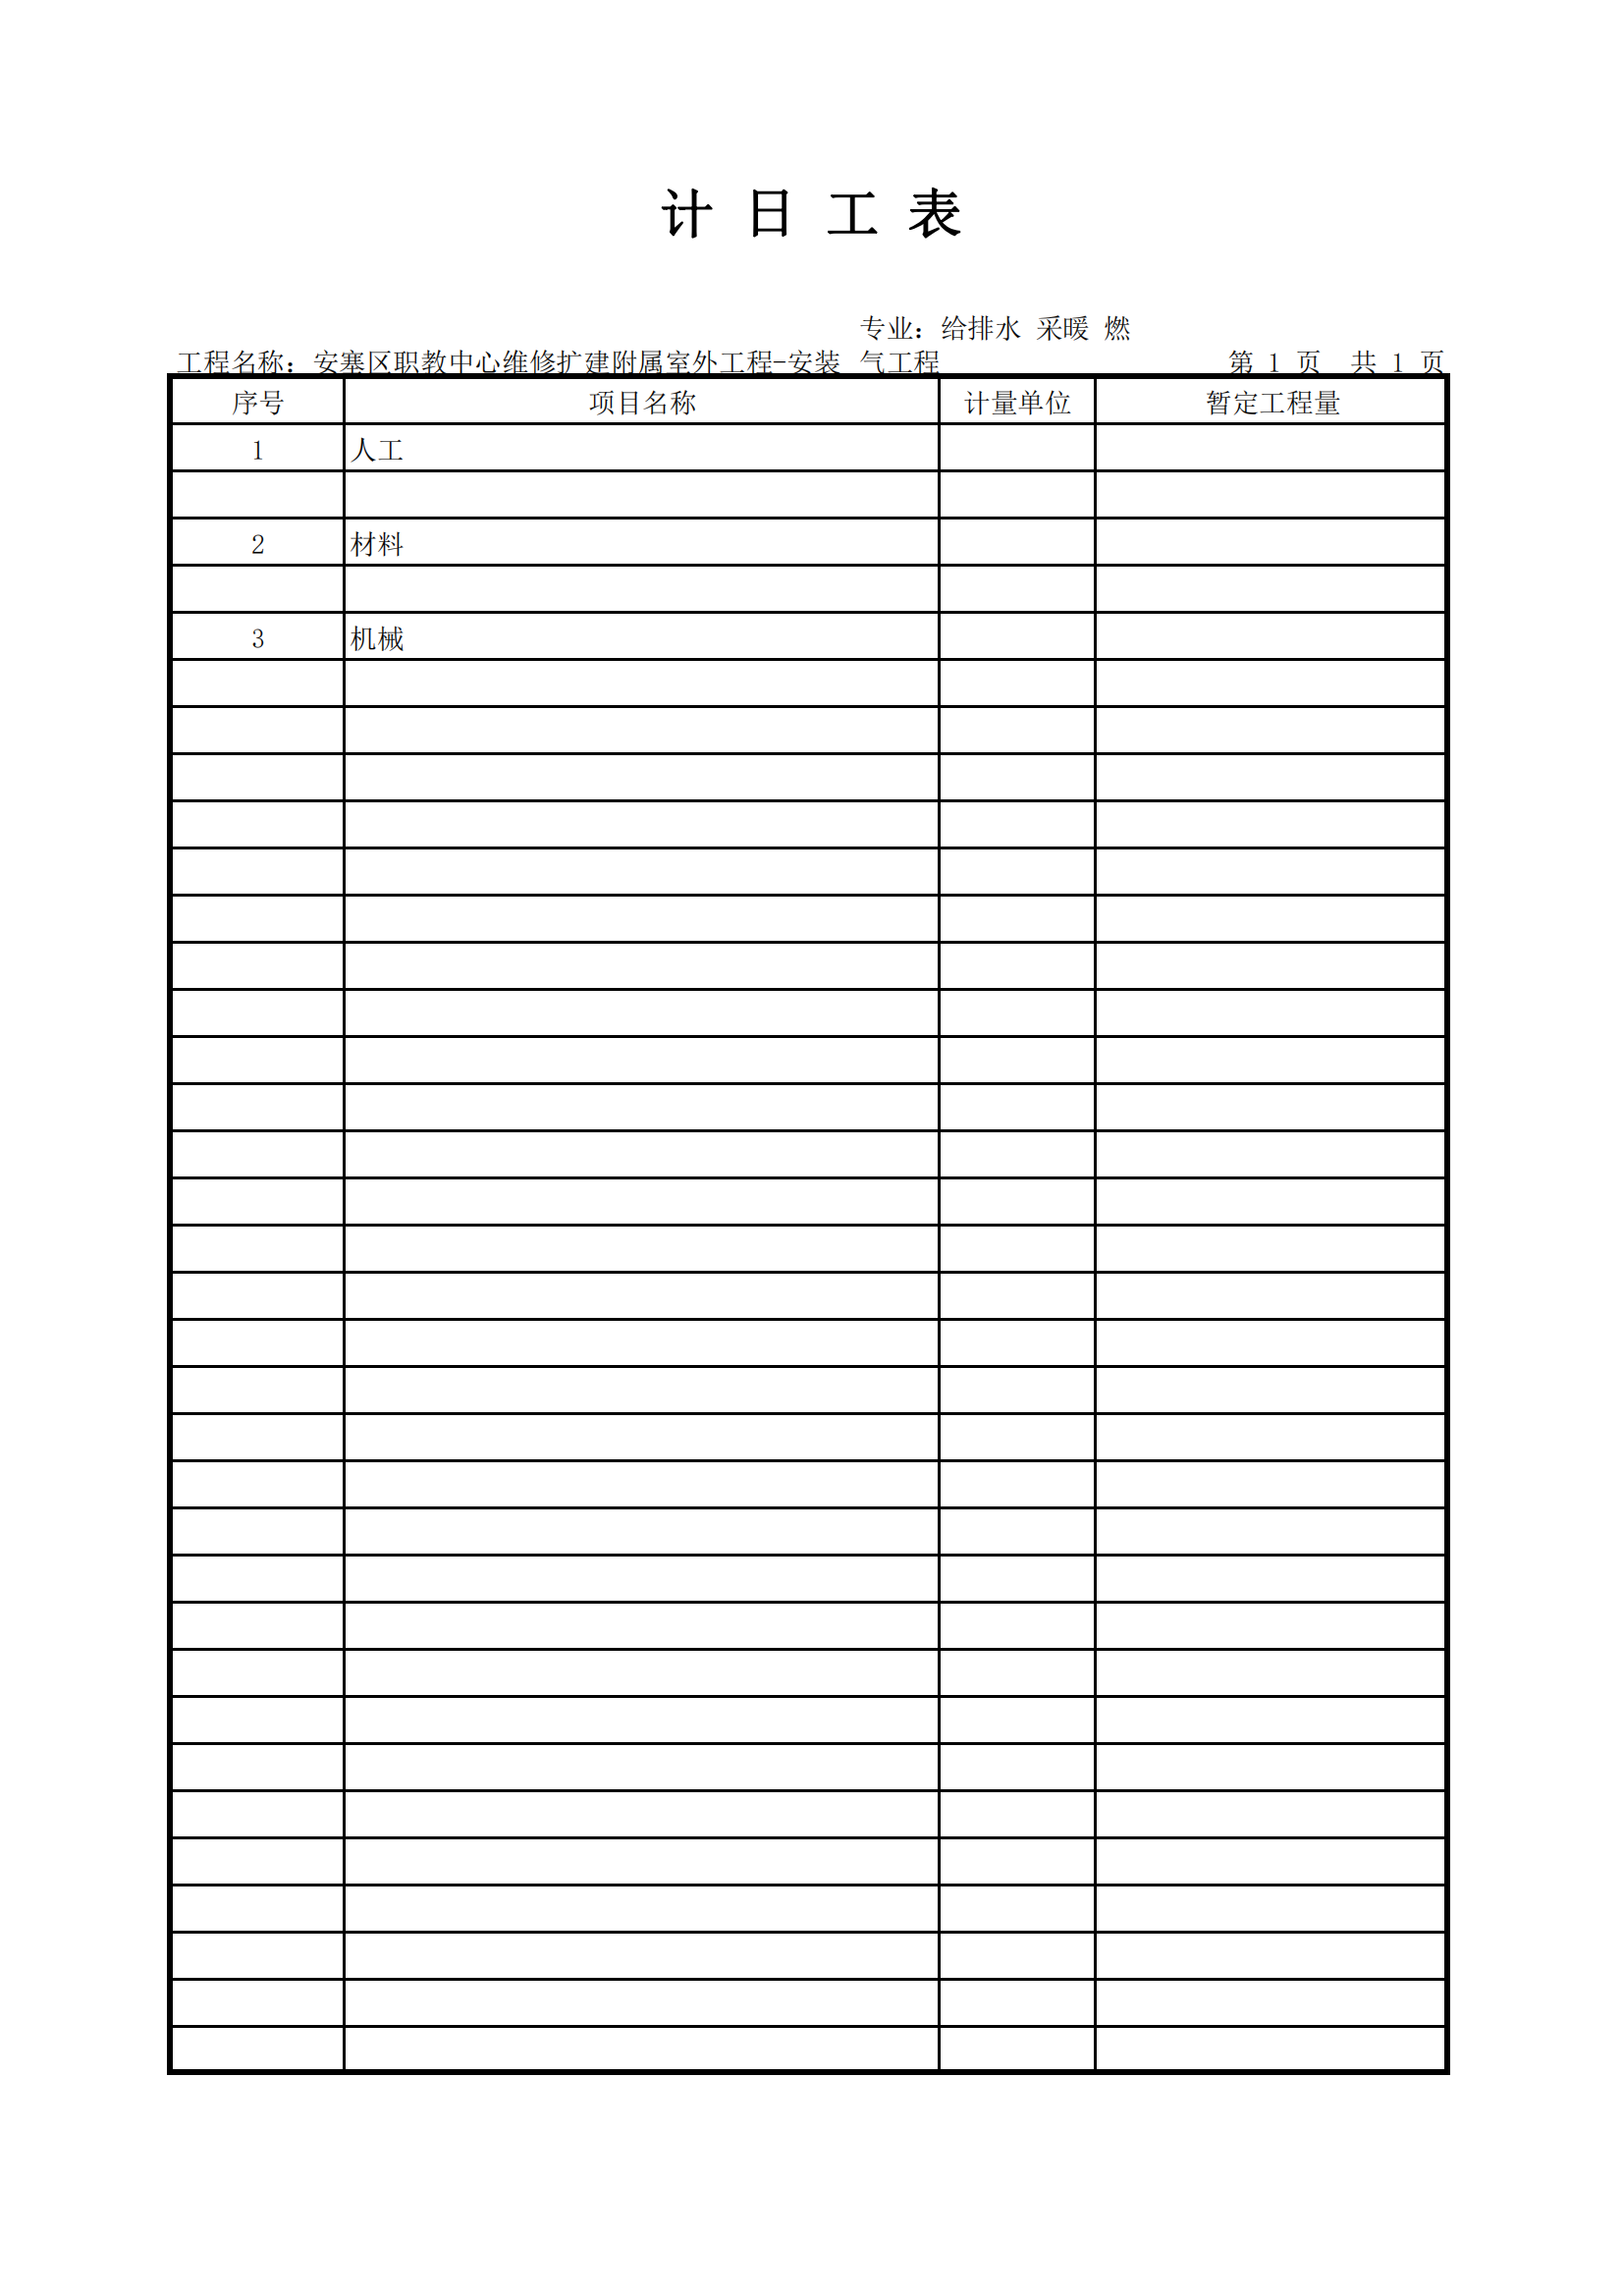 计 日 工 表
专业：给排水 采暖 燃
工程名称：安塞区职教中心维修扩建附属室外工程-安装 气工程 第 1 页 共 1 页
序号 项目名称 计量单位 暂定工程量
1 人工
2 材料
3 机械